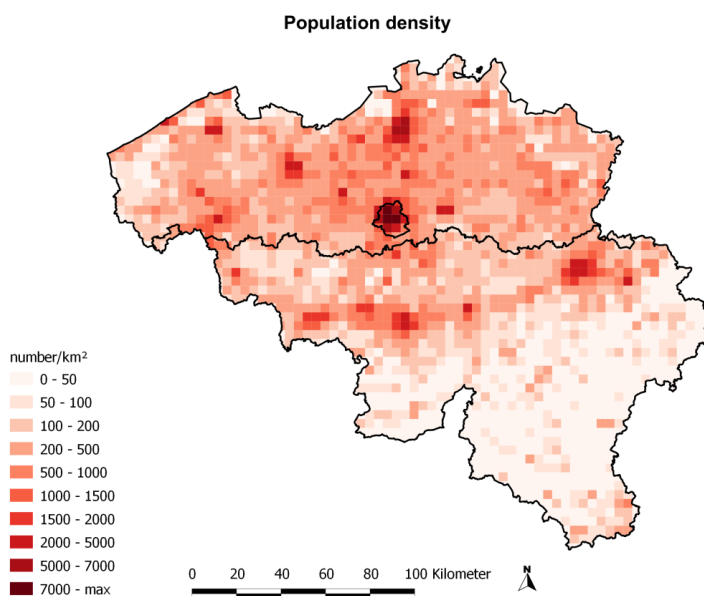 Population density
number/km²
0 - 50
50 - 100
100 - 200
200 - 500
500 - 1000
1000 - 1500
1500 - 2000
2000 - 5000
5000 - 7000
7000 - max
0 20 40 60 80 100 Kilometer
N